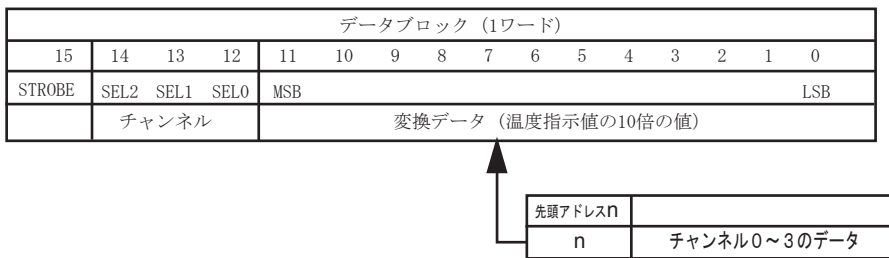 データブロック (1ワード)
15 14 13 12 11 10 9 8 7 6 5 4 3 2 1 0
STROBE SEL2 SEL1 SEL0 MSB LSB
チャンネル 変換データ (温度指示値の10倍の値)
先頭アドレスn
n チャンネル0～3のデータ